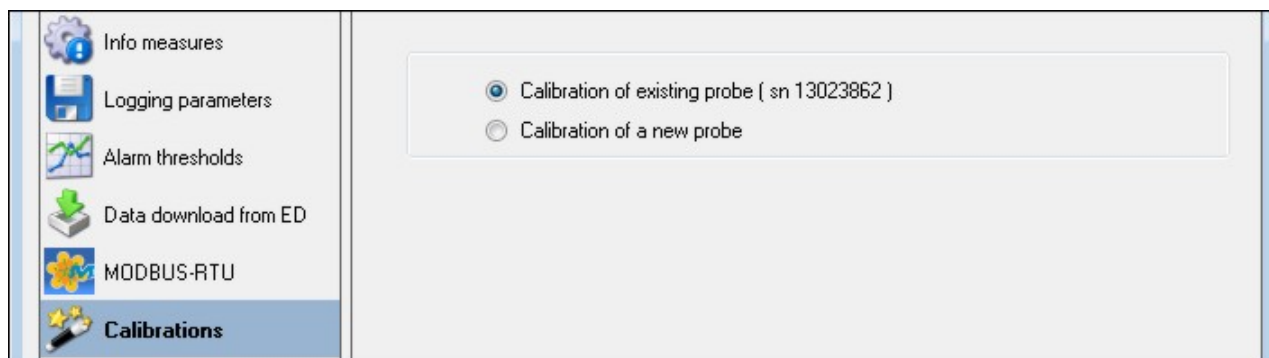 Info measures
Logging parameters
Alarm thresholds
Data download from ED
MODBUS-RTU
Calibrations
Calibration of existing probe ( sn 13023862 )
Calibration of a new probe